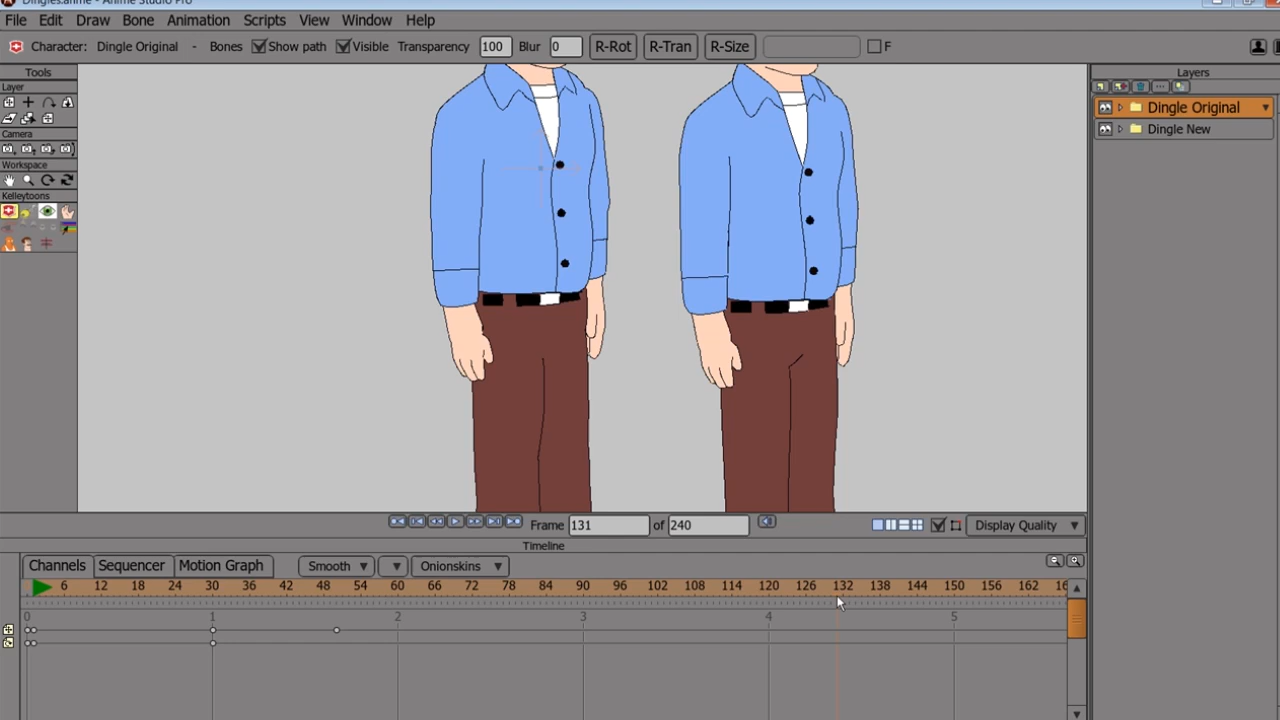 Dingles.anime - Anime Studio Pro
File Edit Draw Bone Animation Scripts View Window Help
Character: Dingle Original - Bones Show path Visible Transparency 100 Blur 0 R-Rot R-Tran R-Size F
Tools
Layer
Camera
Workspace
Kelleytoons
Layers
Dingle Original
Dingle New
Frame 131 of 240 Display Quality
Timeline
Channels Sequencer Motion Graph Smooth Onionskins
6 12 18 24 30 36 42 48 54 60 66 72 78 84 90 96 102 108 114 120 126 132 138 144 150 156 162 16
0 1 2 3 4 5